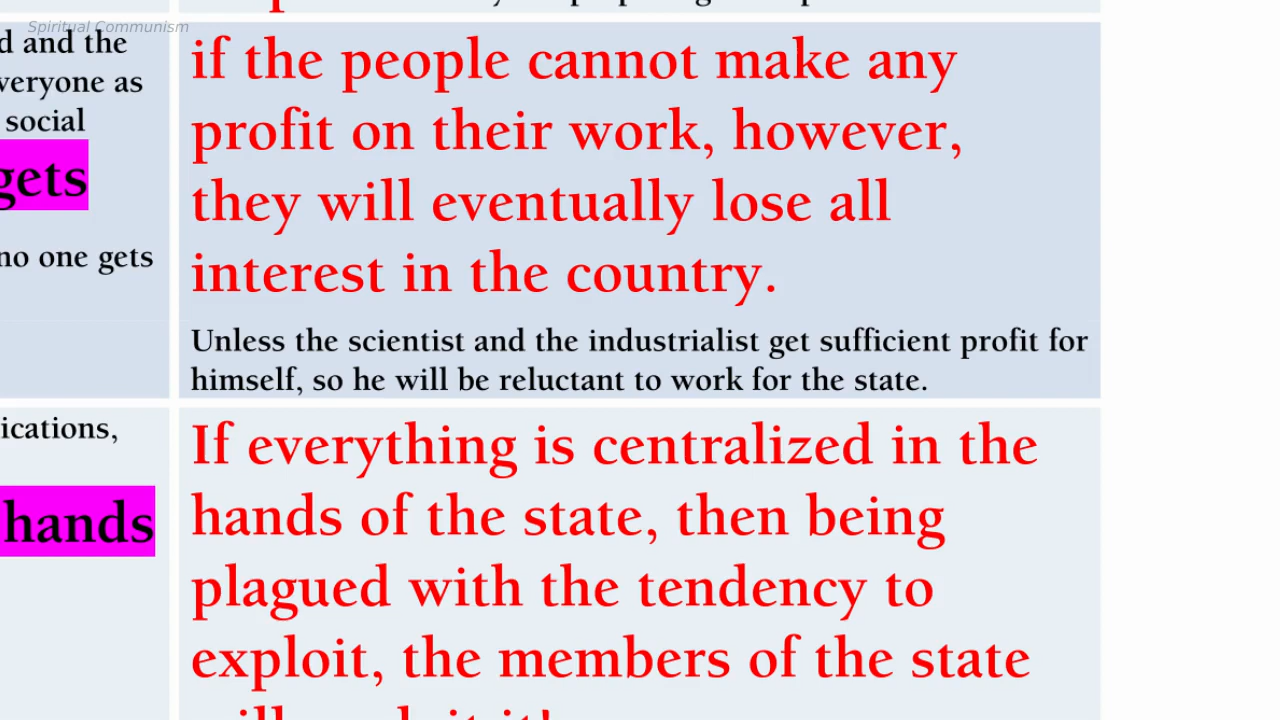 Spiritual Communism
d and the
veryone as
social
gets
no one gets
if the people cannot make any
profit on their work, however,
they will eventually lose all
interest in the country.
Unless the scientist and the industrialist get sufficient profit for
himself, so he will be reluctant to work for the state.
ications,
hands
If everything is centralized in the
hands of the state, then being
plagued with the tendency to
exploit, the members of the state